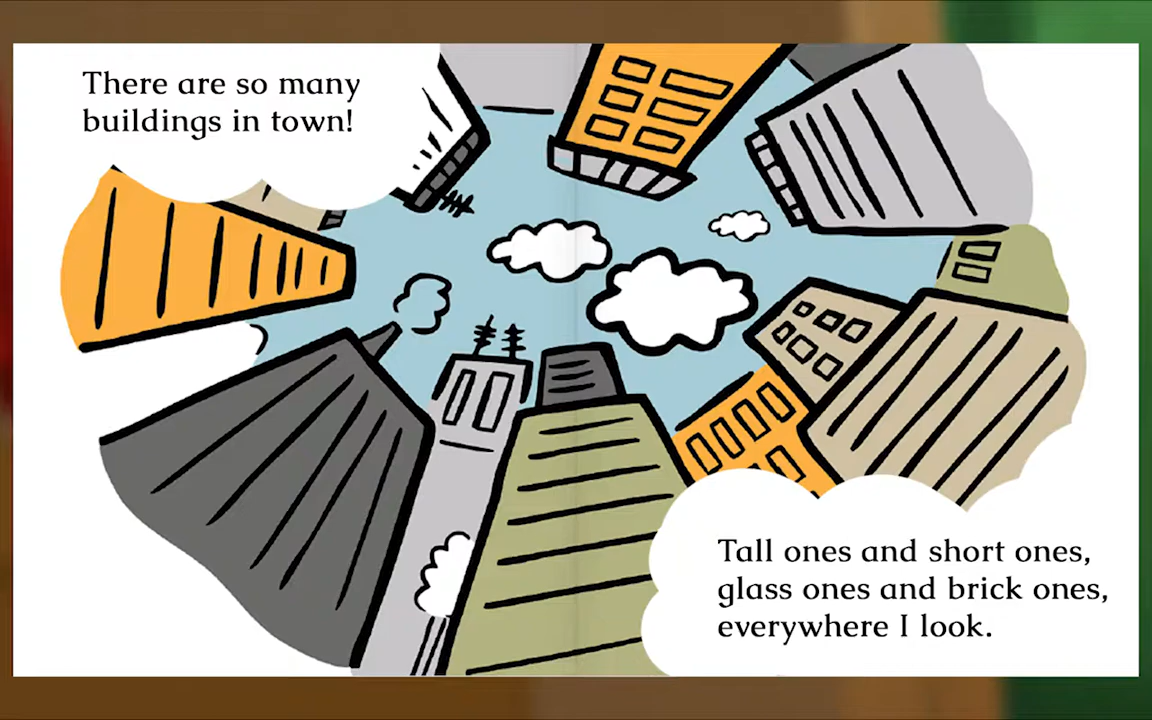 There are so many
buildings in town!
Tall ones and short ones,
glass ones and brick ones,
everywhere I look.